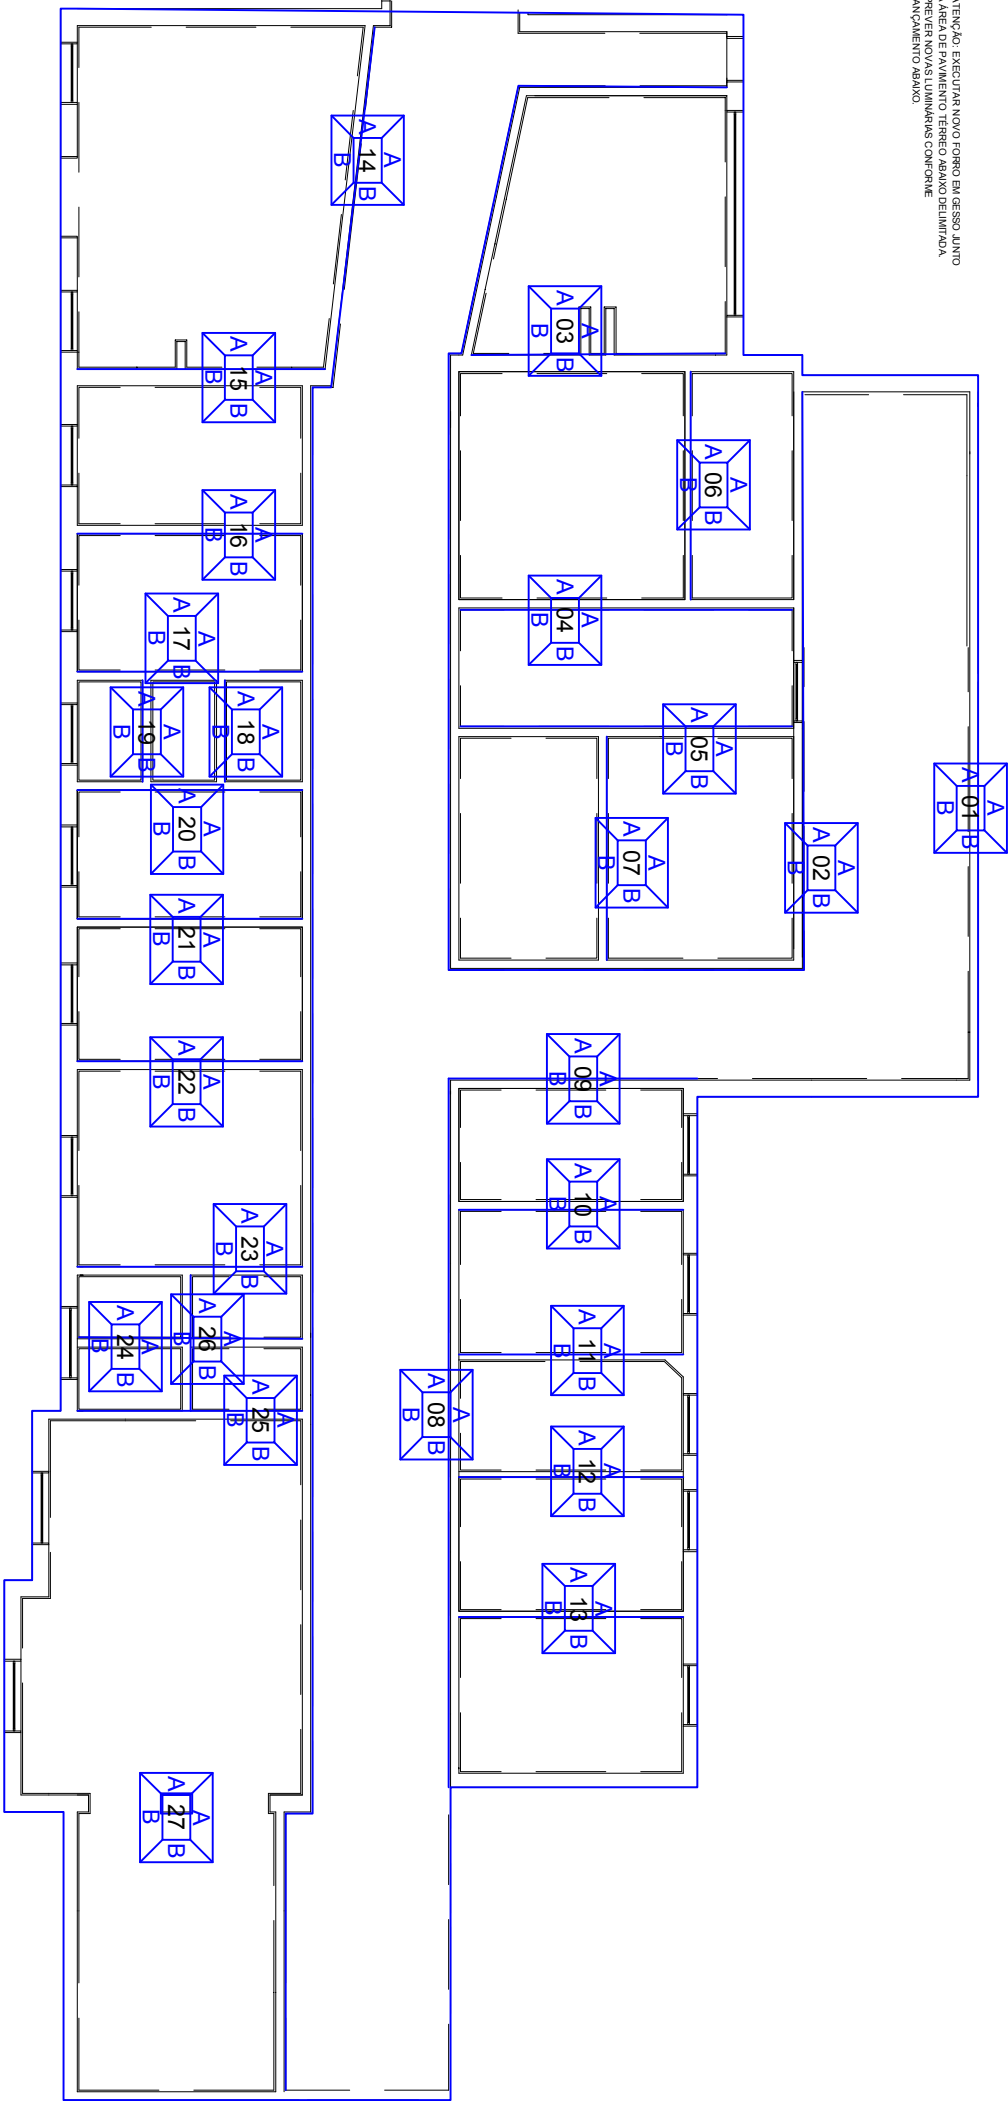 ATENÇÃO: EXECUTAR NOVO FORRO EM GESSO JUNTO
A ÁREA DE PAVIMENTO TÉRREO ABAIXO DELIMITADA.
PREVER NOVAS LUMINÁRIAS CONFORME
ANÇAMENTO ABAIXO.
A
A 01 B
B
A
A 02 B
B
A
A 03 B
B
A
A 04 B
B
A
A 05 B
B
A
A 06 B
B
A
A 07 B
B
A
A 08 B
B
A
A 09 B
B
A
A 10 B
B
A
A 11 B
B
A
A 12 B
B
A
A 13 B
B
A
A 14 B
B
A
A 15 B
B
A
A 16 B
B
A
A 17 B
B
A
A 18 B
B
A
A 19 B
B
A
A 20 B
B
A
A 21 B
B
A
A 22 B
B
A
A 23 B
B
A
A 24 B
B
A
A 25 B
B
A
A 26 B
B
A
A 27 B
B